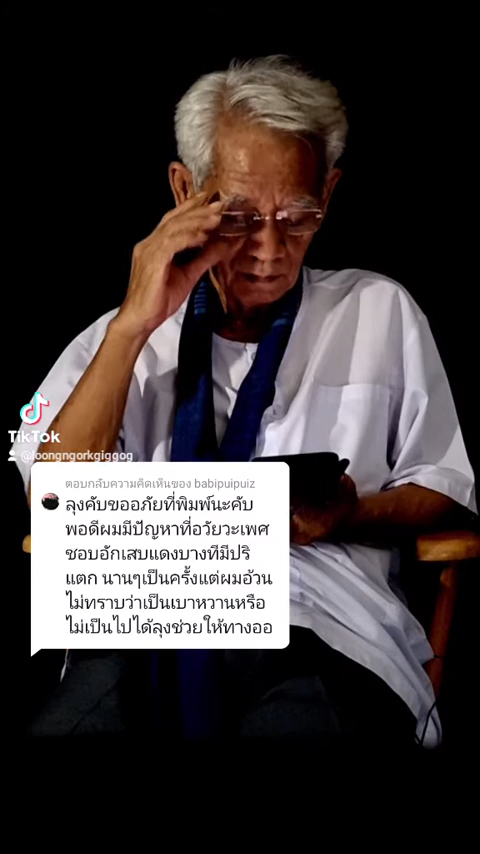 TikTok
@loongngorkgiggog
ตอบกลับความคิดเห็นของ babipuipuiz
ลุงคับขออภัยที่พิมพ์นะคับ
พอดีผมมีปัญหาที่อวัยวะเพศ
ชอบอักเสบแดงบางทีมีปริ
แตก นานๆเป็นครั้งแต่ผมอ้วน
ไม่ทราบว่าเป็นเบาหวานหรือ
ไม่เป็นไปได้ลุงช่วยให้ทางออ